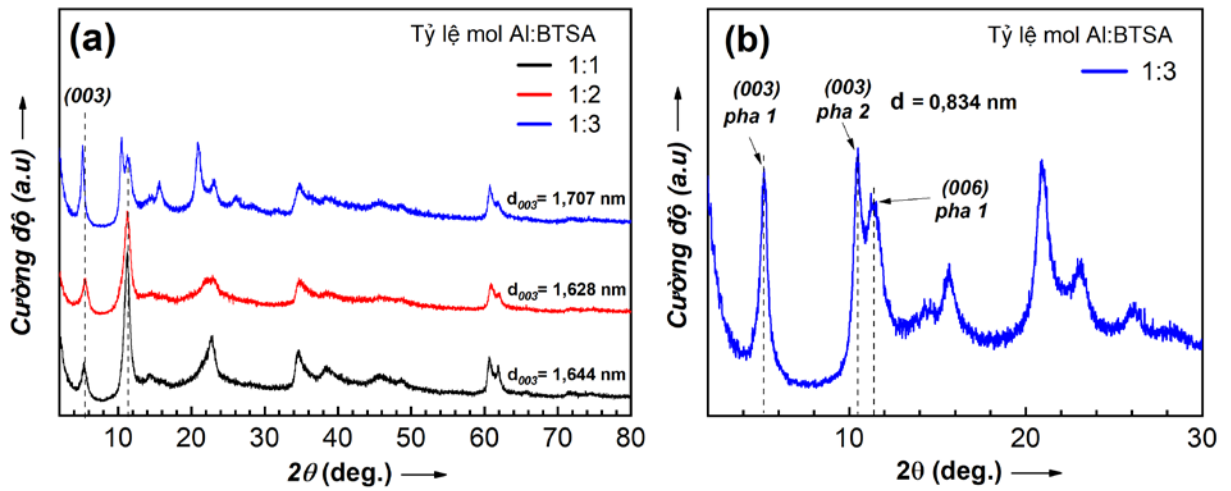 (a)
Tỷ lệ mol Al:BTSA
1:1
1:2
1:3
(003)
d003= 1,707 nm
d003= 1,628 nm
d003= 1,644 nm
Cường độ (a.u)
10 20 30 40 50 60 70 80
2θ (deg.)
(b)
Tỷ lệ mol Al:BTSA
1:3
(003)
pha 1
(003)
pha 2
d = 0,834 nm
(006)
pha 1
Cường độ (a.u)
10 20 30
2θ (deg.)